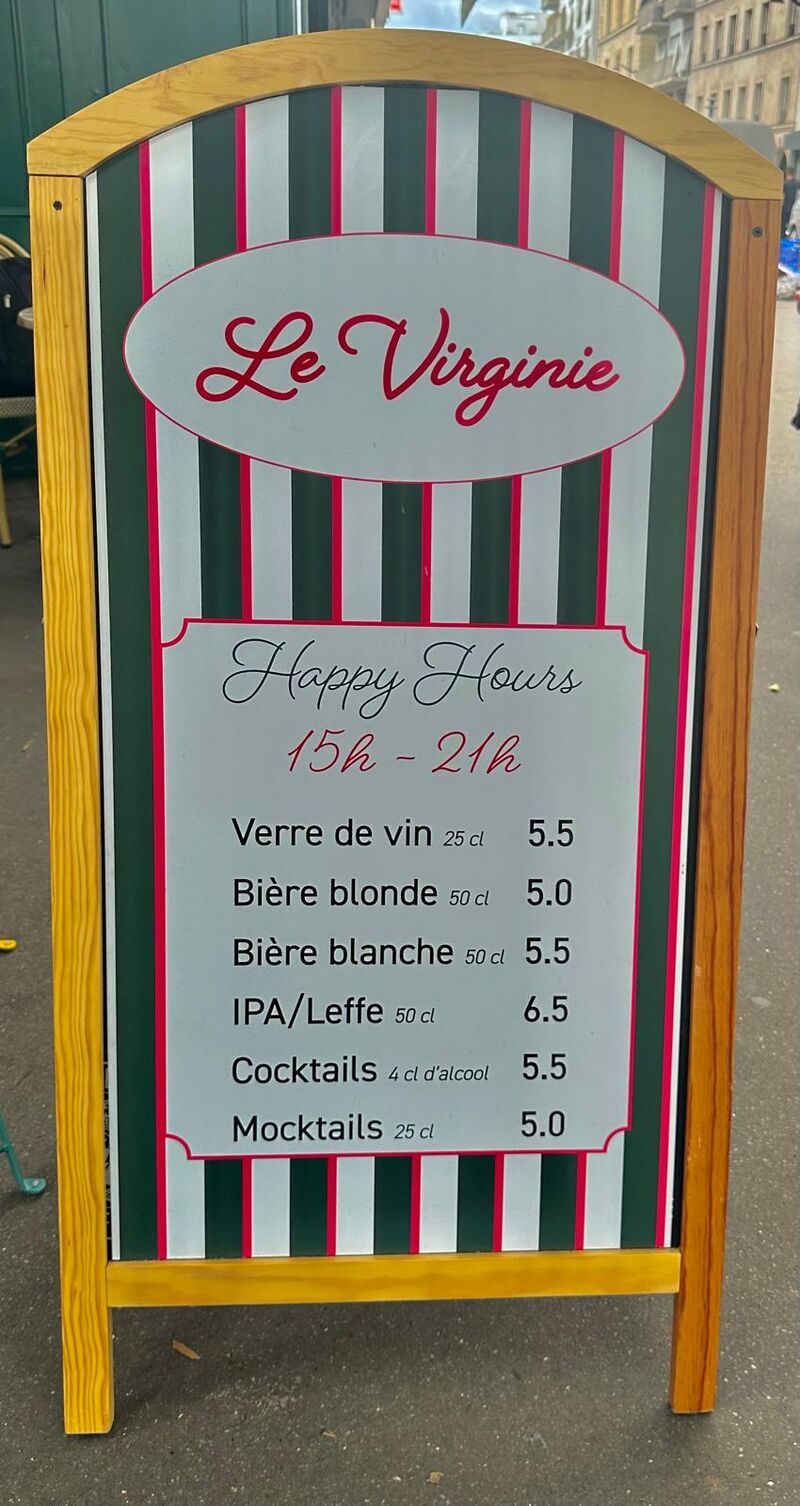 Le Virginie
Happy Hours
15h - 21h
Verre de vin 25 cl 5.5
Bière blonde 50 cl 5.0
Bière blanche 50 cl 5.5
IPA/Leffe 50 cl 6.5
Cocktails 4 cl d'alcool 5.5
Mocktails 25 cl 5.0